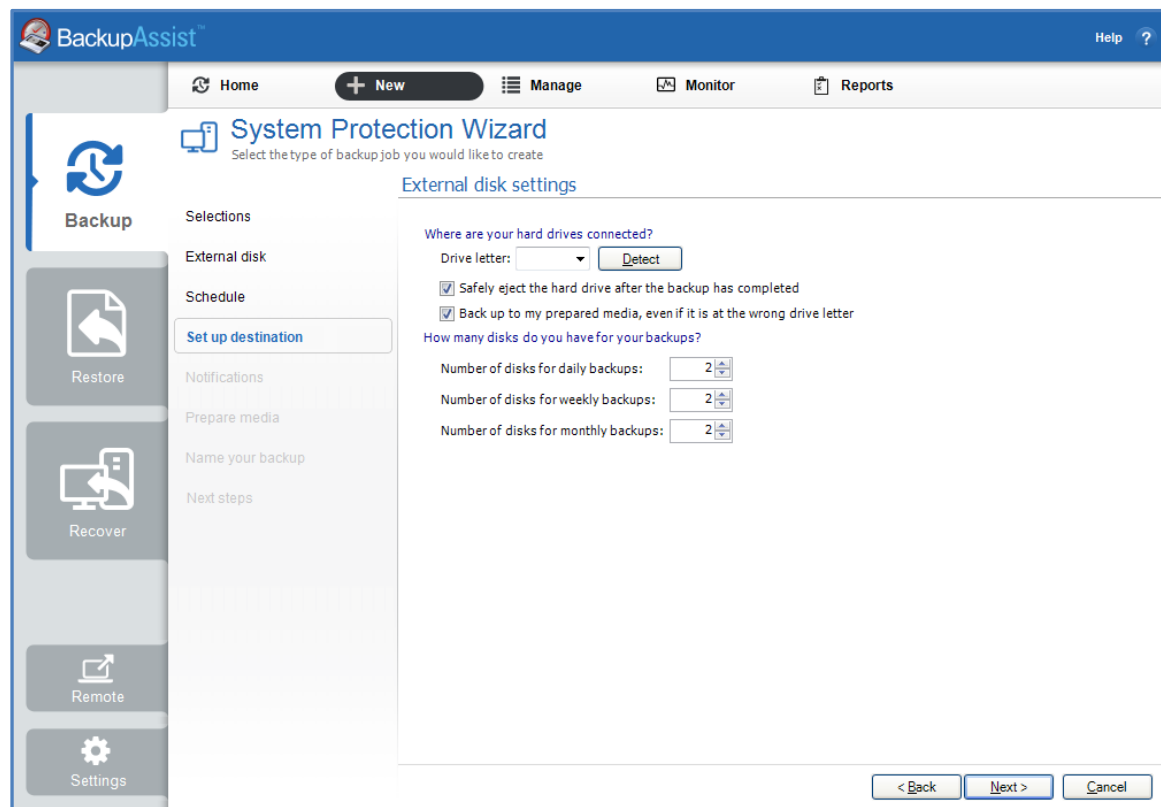 BackupAssist™
Help ?
Home
New
Manage
Monitor
Reports
System Protection Wizard
Select the type of backup job you would like to create
Backup
Restore
Recover
Remote
Settings
Selections
External disk
Schedule
Set up destination
Notifications
Prepare media
Name your backup
Next steps
External disk settings
Where are your hard drives connected?
Drive letter:
Detect
Safely eject the hard drive after the backup has completed
Back up to my prepared media, even if it is at the wrong drive letter
How many disks do you have for your backups?
Number of disks for daily backups: 2
Number of disks for weekly backups: 2
Number of disks for monthly backups: 2
< Back
Next >
Cancel